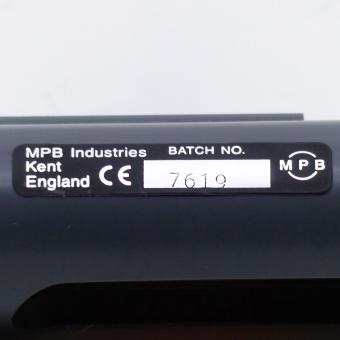 MPB Industries BATCH NO.
Kent
England CE 7619
MPB